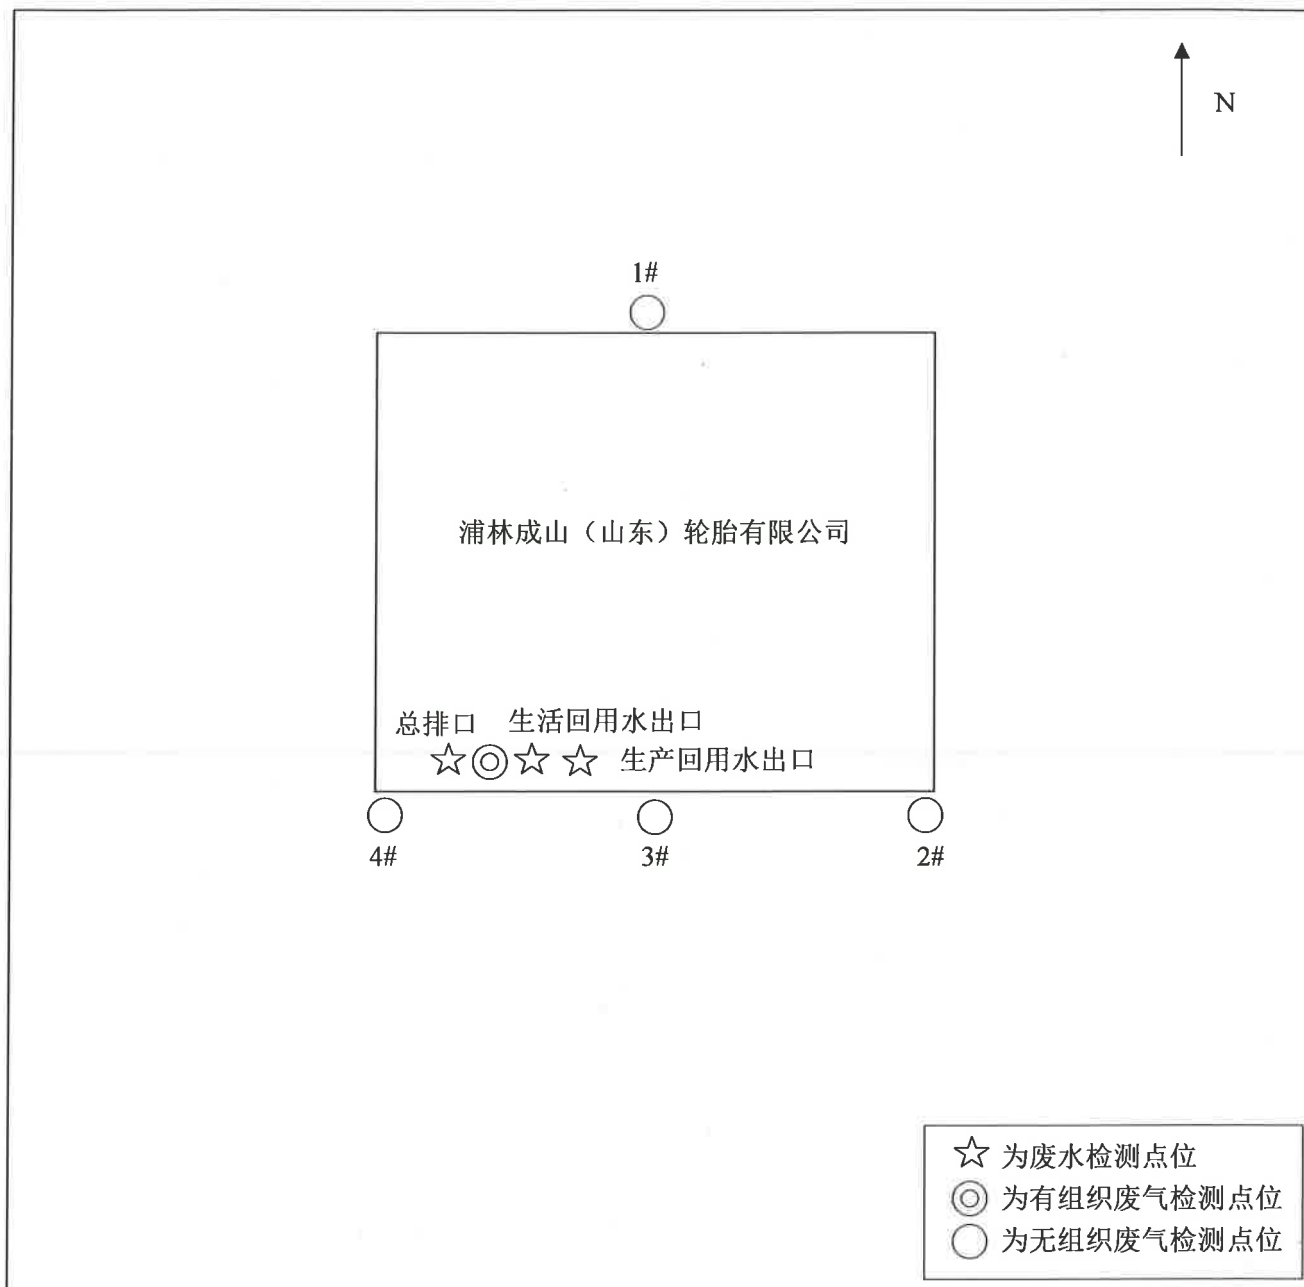 N
1#
浦林成山（山东）轮胎有限公司
总排口 生活回用水出口
生产回用水出口
4# 3# 2#
为废水检测点位
为有组织废气检测点位
为无组织废气检测点位